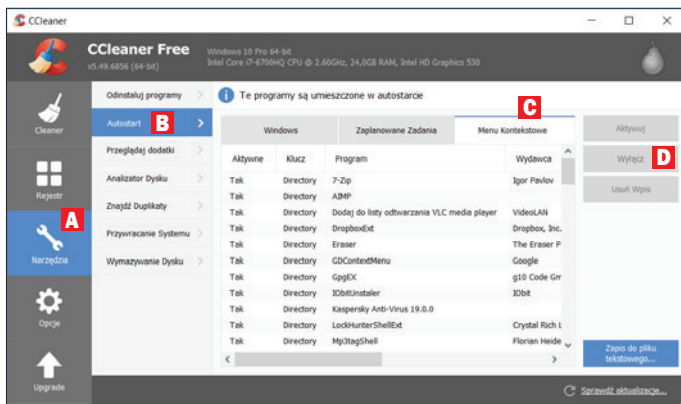 CCleaner
CCleaner Free
v5.49.6856 (64-bit)
Windows 10 Pro 64-bit
Intel Core i7-6700HQ CPU @ 2.60GHz, 24,0GB RAM, Intel HD Graphics 530
Cleaner
Rejestr
A
Narzędzia
Opcje
Upgrade
Odinstaluj programy
Autostart B
Przeglądaj dodatki
Analizator Dysku
Znajdź Duplikaty
Przywracanie Systemu
Wymazywanie Dysku
Te programy są umieszczone w autostarcie
C
Windows Zaplanowane Zadania Menu Kontekstowe
Aktywne Klucz Program Wydawca
Tak Directory 7-Zip Igor Pavlov
Tak Directory AIMP
Tak Directory Dodaj do listy odtwarzania VLC media player VideoLAN
Tak Directory DropboxExt Dropbox, Inc.
Tak Directory Eraser The Eraser P
Tak Directory GDContextMenu Google
Tak Directory GpgEX g10 Code Gm
Tak Directory IObitUnstaler IObit
Tak Directory Kaspersky Anti-Virus 19.0.0
Tak Directory LockHunterShellExt Crystal Rich L
Tak Directory Mp3tagShell Florian Heide
Aktywuj
Wyłącz D
Usuń Wpis
Zapis do pliku
tekstowego...
Sprawdź aktualizacje...